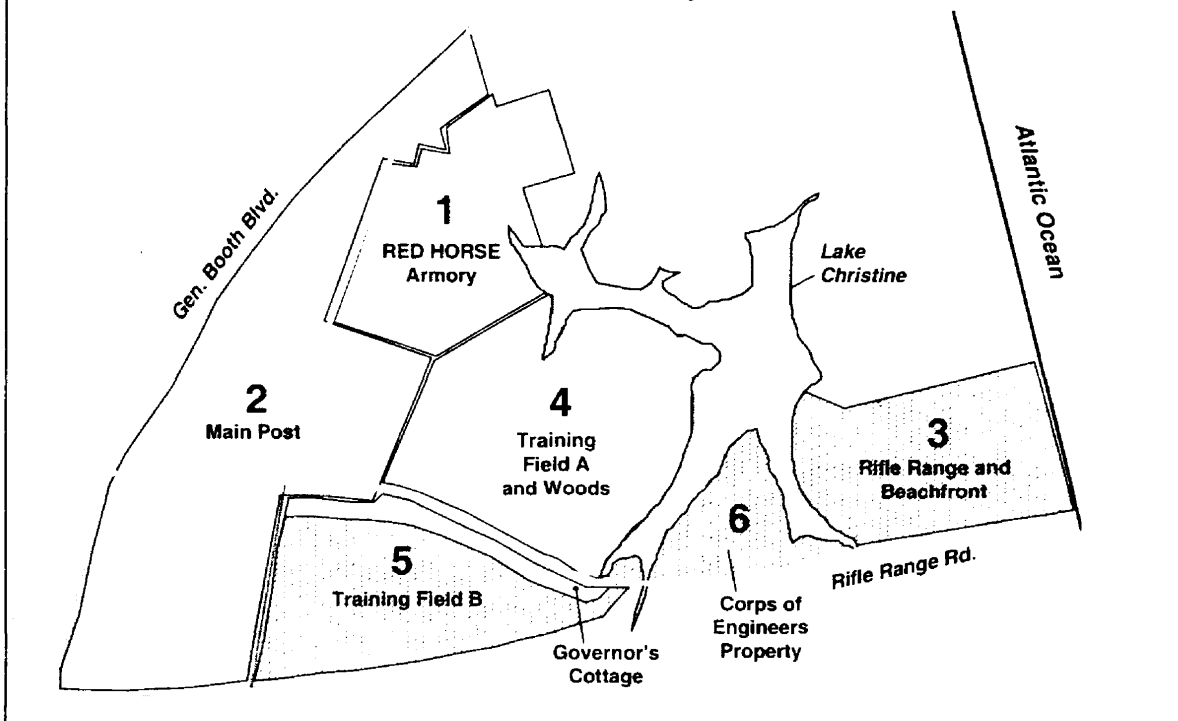 Gen. Booth Blvd.
1
RED HORSE
Armory
Atlantic Ocean
Lake
Christine
2
Main Post
4
Training
Field A
and Woods
3
Rifle Range and
Beachfront
6
5
Training Field B
Rifle Range Rd.
Corps of
Engineers
Property
Governor's
Cottage